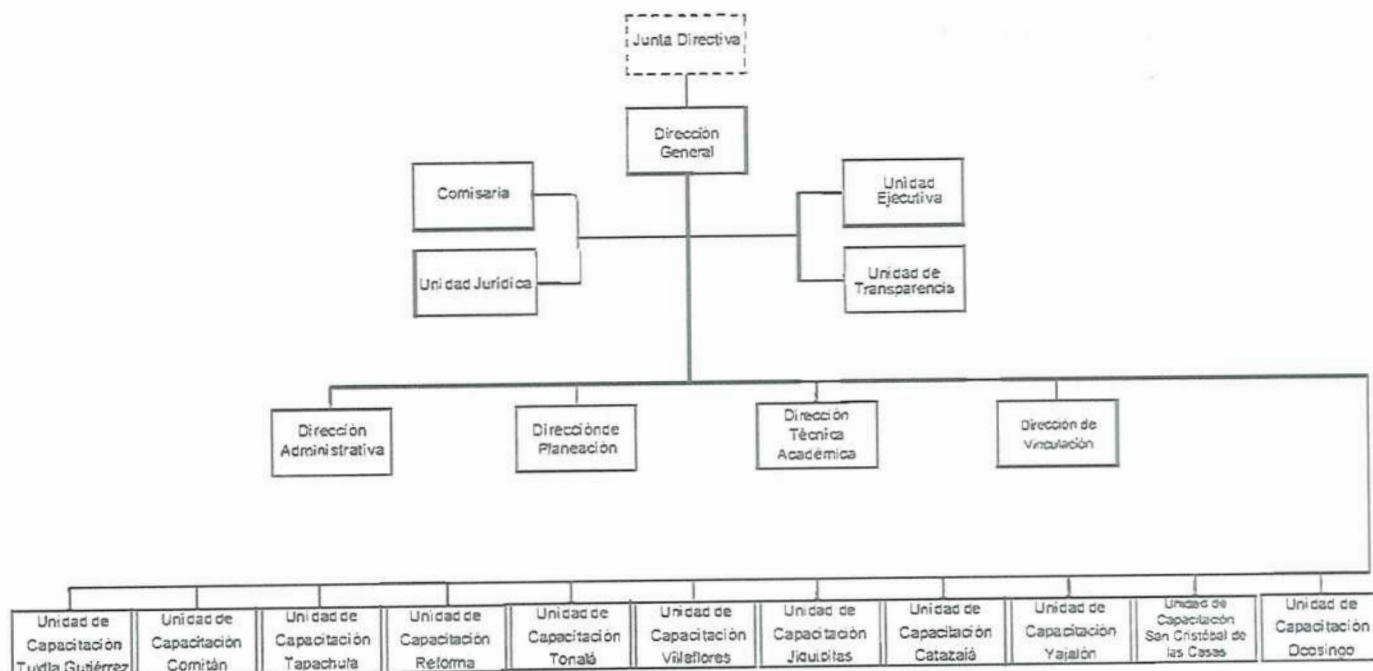 Junta Directiva
Dirección
General
Comisaria
Unidad
Ejecutiva
Unidad Jurídica
Unidad de
Transparencia
Dirección
Administrativa
Dirección de
Planeación
Dirección
Técnica
Académica
Dirección de
Vinculación
Unidad de
Capacitación
Tuxtla Gutiérrez
Unidad de
Capacitación
Comitán
Unidad de
Capacitación
Tapachula
Unidad de
Capacitación
Reforma
Unidad de
Capacitación
Tonalá
Unidad de
Capacitación
Villaflores
Unidad de
Capacitación
Jiquipilas
Unidad de
Capacitación
Catazajá
Unidad de
Capacitación
Yajalón
Unidad de
Capacitación
San Cristóbal de
las Casas
Unidad de
Capacitación
Ocosingo